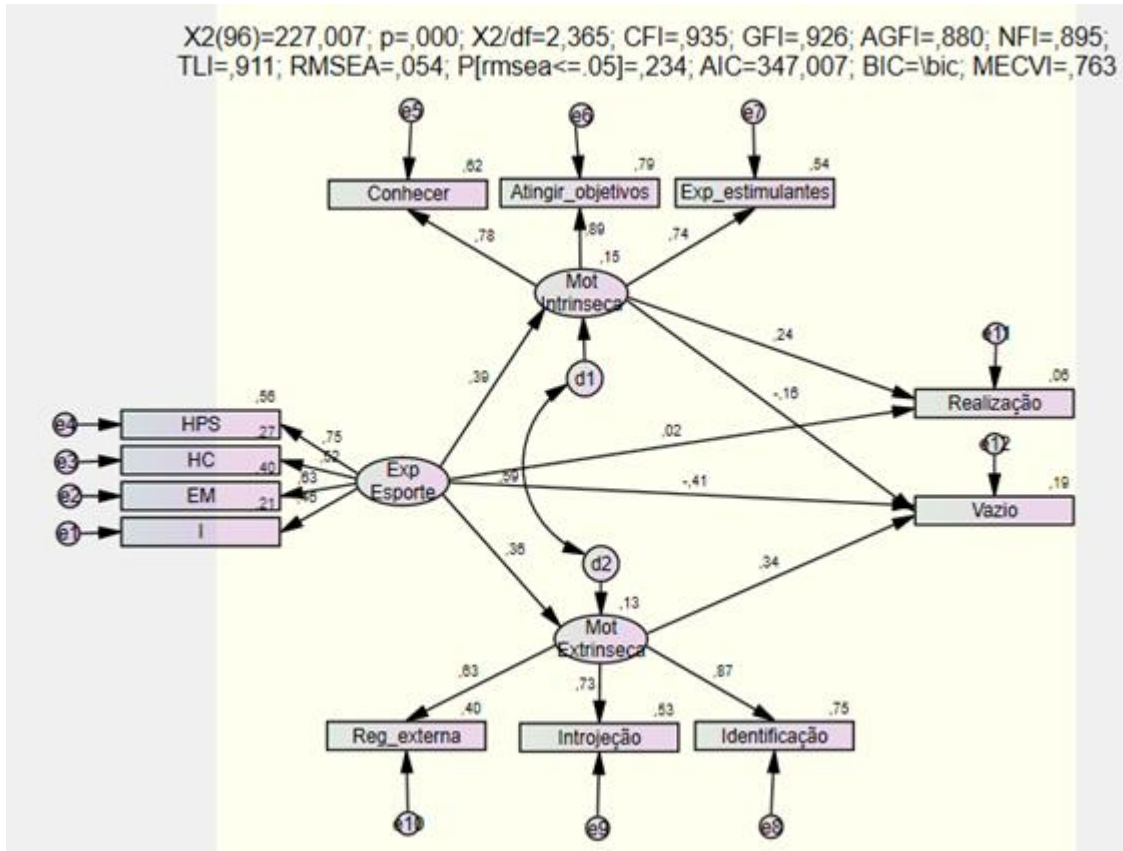 X2(96)=227,007; p=,000; X2/df=2,365; CFI=,935; GFI=,926; AGFI=,880; NFI=,895;
TLI=,911; RMSEA=,054; P[rmsea<=.05]=,234; AIC=347,007; BIC=\bic; MECVI=,763
e5
e6
e7
,62
,79
,54
Conhecer
Atingir_objetivos
Exp_estimulantes
,78
,89
,74
,15
Mot
Intrinseca
,24
e11
d1
,06
,39
-,16
Realização
,56
e4
HPS
,75
,27
,02
e12
e3
HC
,52
,40
Exp
Esporte
,59
-,41
,19
e2
EM
,63
,21
Vazio
e1
I
,46
d2
,36
,34
,13
Mot
Extrinseca
,63
,73
,87
,40
,53
,75
Reg_externa
Introjeção
Identificação
e10
e9
e8